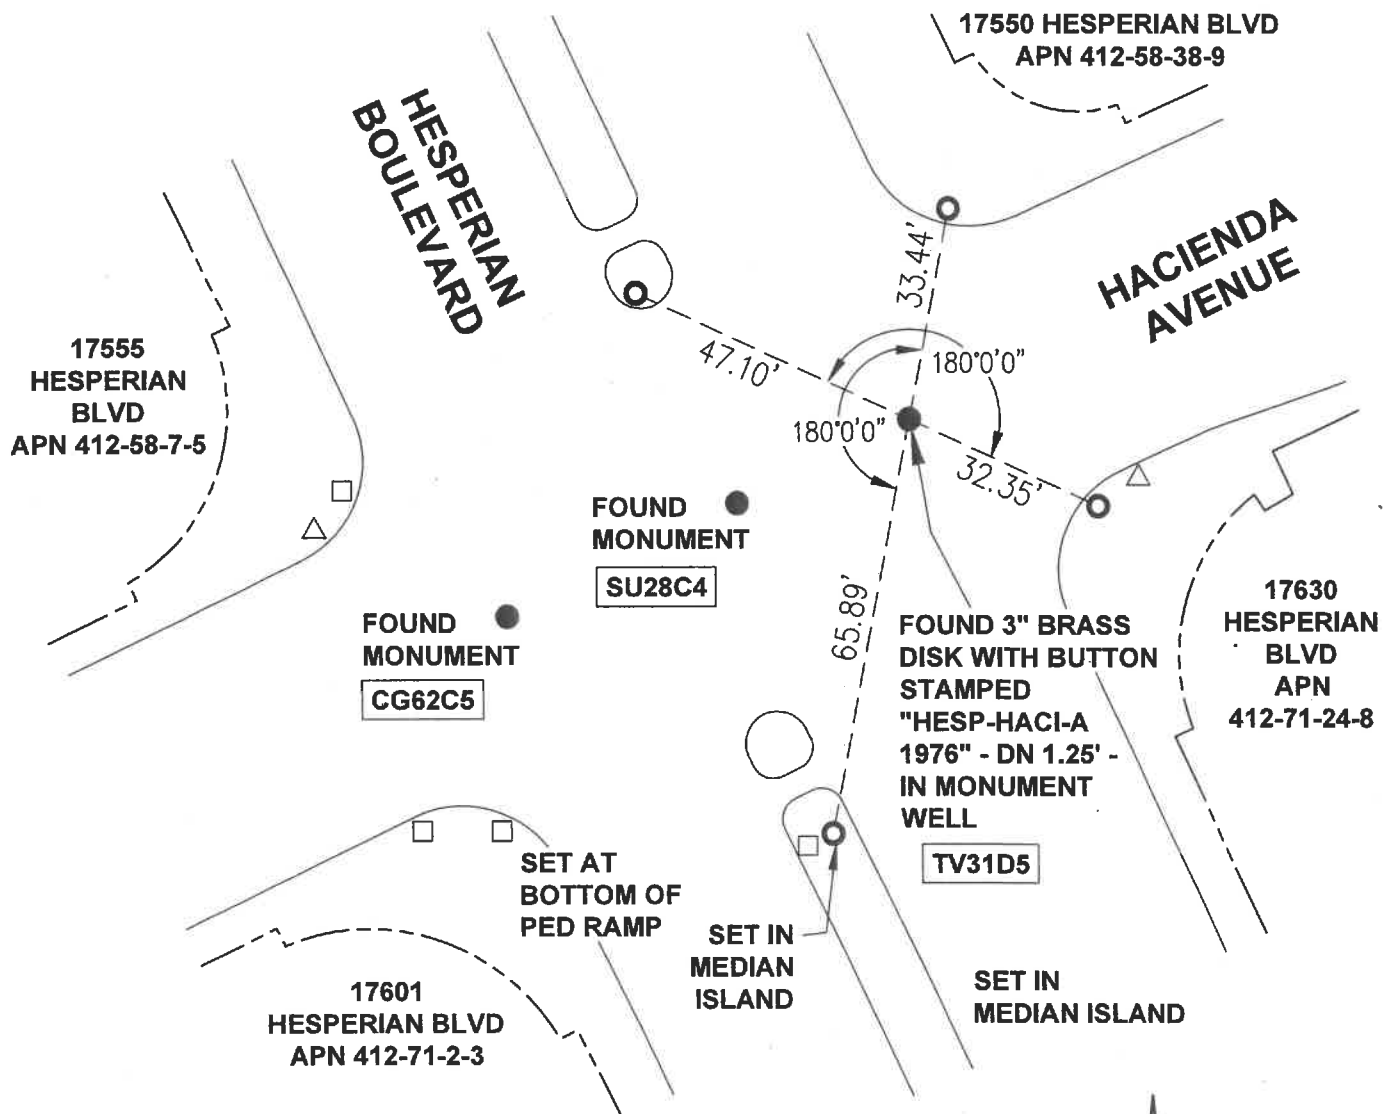 17550 HESPERIAN BLVD
APN 412-58-38-9
HESPERIAN
BOULEVARD
HACIENDA
AVENUE
33.44'
47.10'
180°0'0"
180°0'0"
32.35'
65.89'
17555
HESPERIAN
BLVD
APN 412-58-7-5
FOUND
MONUMENT
SU28C4
FOUND
MONUMENT
CG62C5
FOUND 3" BRASS
DISK WITH BUTTON
STAMPED
"HESP-HACI-A
1976" - DN 1.25' -
IN MONUMENT
WELL
TV31D5
17630
HESPERIAN
BLVD
APN
412-71-24-8
SET AT
BOTTOM OF
PED RAMP
SET IN
MEDIAN
ISLAND
SET IN
MEDIAN ISLAND
17601
HESPERIAN BLVD
APN 412-71-2-3